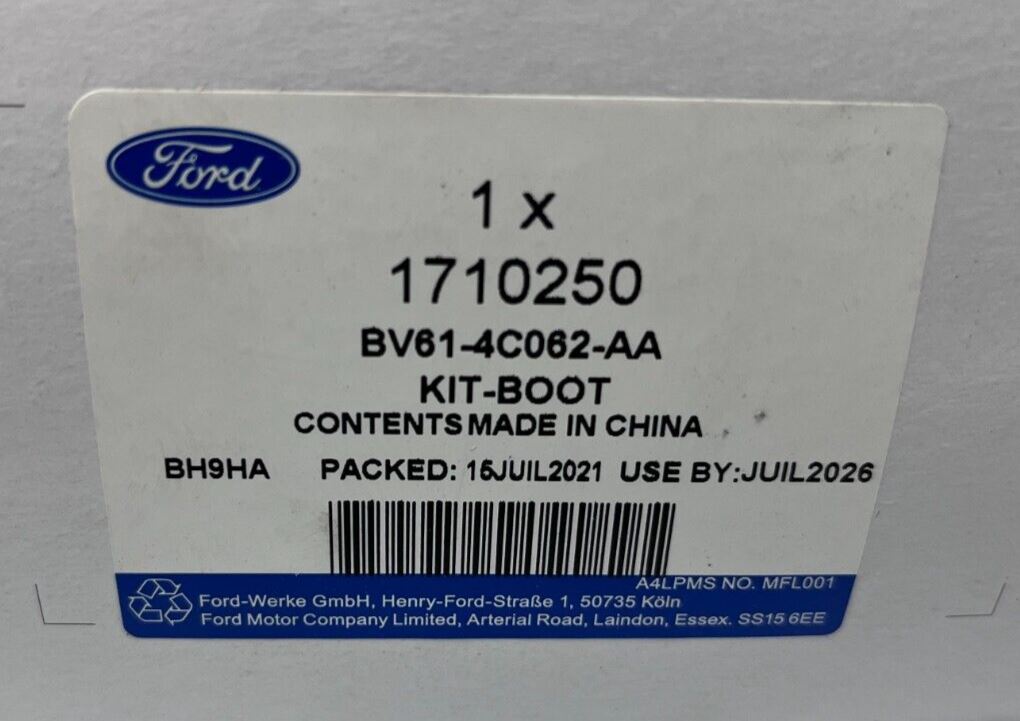 Ford
1 x
1710250
BV61-4C062-AA
KIT-BOOT
CONTENTS MADE IN CHINA
BH9HA PACKED: 15JUIL2021 USE BY:JUIL2026
A4LPMS NO. MFL001
Ford-Werke GmbH, Henry-Ford-Straße 1, 50735 Köln
Ford Motor Company Limited, Arterial Road, Laindon, Essex. SS15 6EE